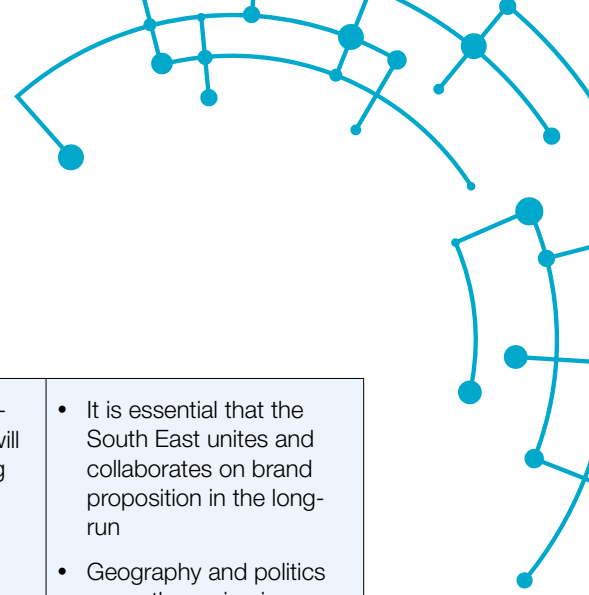 • It is essential that the
South East unites and
collaborates on brand
proposition in the long-
run
• Geography and politics